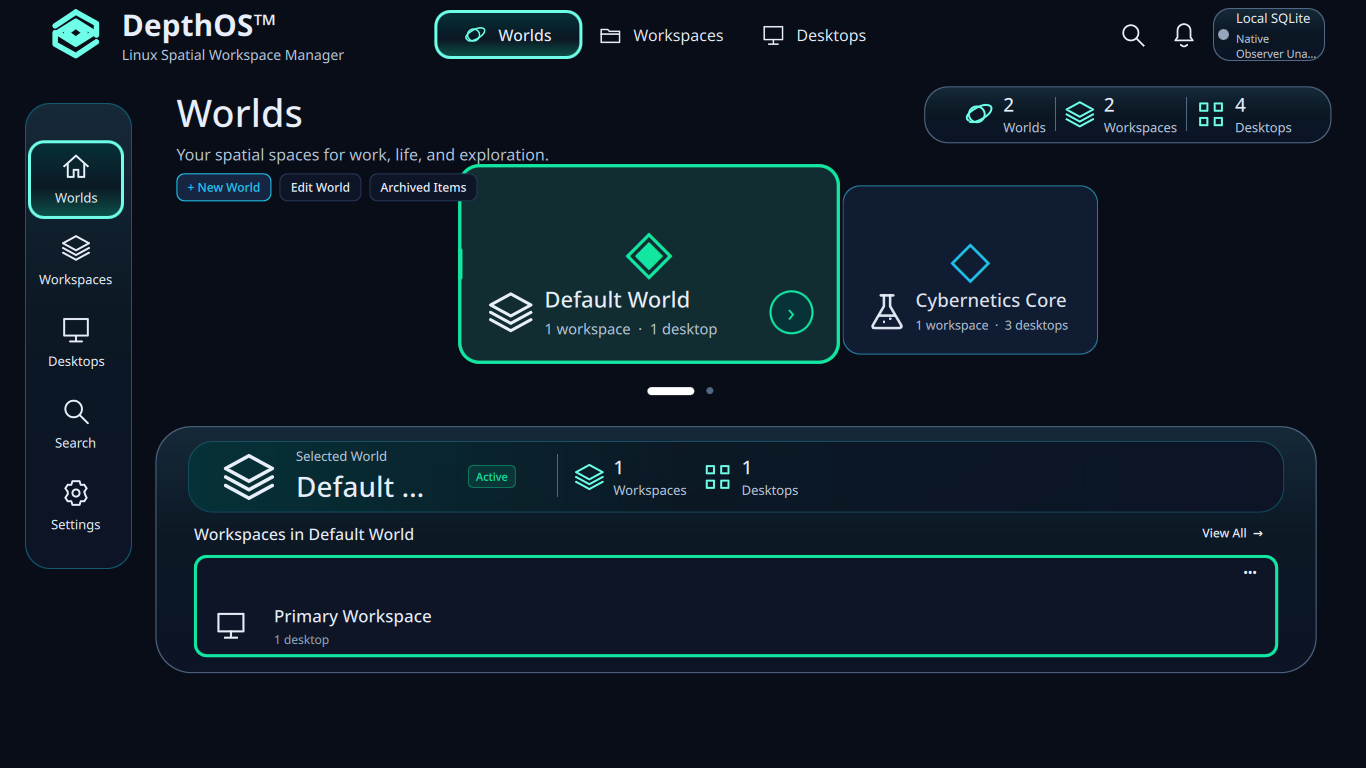 DepthOS™
Linux Spatial Workspace Manager
Worlds
Workspaces
Desktops
Local SQLite
Native
Observer Una...
Worlds
Workspaces
Desktops
Search
Settings
Worlds
Your spatial spaces for work, life, and exploration.
+ New World
Edit World
Archived Items
2
Worlds
2
Workspaces
4
Desktops
Default World
1 workspace · 1 desktop
›
Cybernetics Core
1 workspace · 3 desktops
Selected World
Default ...
Active
1
Workspaces
1
Desktops
Workspaces in Default World
View All →
•••
Primary Workspace
1 desktop